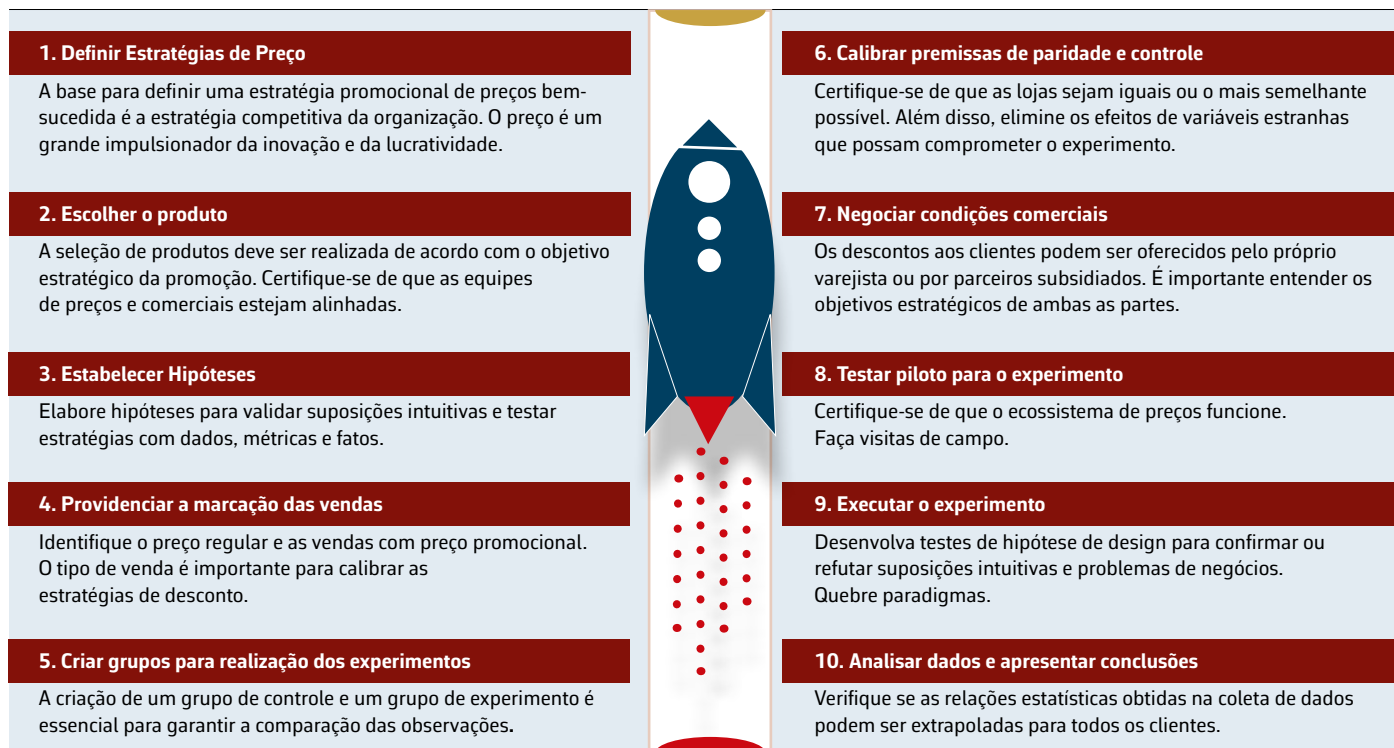 1. Definir Estratégias de Preço
A base para definir uma estratégia promocional de preços bem-
sucedida é a estratégia competitiva da organização. O preço é um
grande impulsionador da inovação e da lucratividade.
2. Escolher o produto
A seleção de produtos deve ser realizada de acordo com o objetivo
estratégico da promoção. Certifique-se de que as equipes
de preços e comerciais estejam alinhadas.
3. Estabelecer Hipóteses
Elabore hipóteses para validar suposições intuitivas e testar
estratégias com dados, métricas e fatos.
4. Providenciar a marcação das vendas
Identifique o preço regular e as vendas com preço promocional.
O tipo de venda é importante para calibrar as
estratégias de desconto.
5. Criar grupos para realização dos experimentos
A criação de um grupo de controle e um grupo de experimento é
essencial para garantir a comparação das observações.
6. Calibrar premissas de paridade e controle
Certifique-se de que as lojas sejam iguais ou o mais semelhante
possível. Além disso, elimine os efeitos de variáveis estranhas
que possam comprometer o experimento.
7. Negociar condições comerciais
Os descontos aos clientes podem ser oferecidos pelo próprio
varejista ou por parceiros subsidiados. É importante entender os
objetivos estratégicos de ambas as partes.
8. Testar piloto para o experimento
Certifique-se de que o ecossistema de preços funcione.
Faça visitas de campo.
9. Executar o experimento
Desenvolva testes de hipótese de design para confirmar ou
refutar suposições intuitivas e problemas de negócios.
Quebre paradigmas.
10. Analisar dados e apresentar conclusões
Verifique se as relações estatísticas obtidas na coleta de dados
podem ser extrapoladas para todos os clientes.